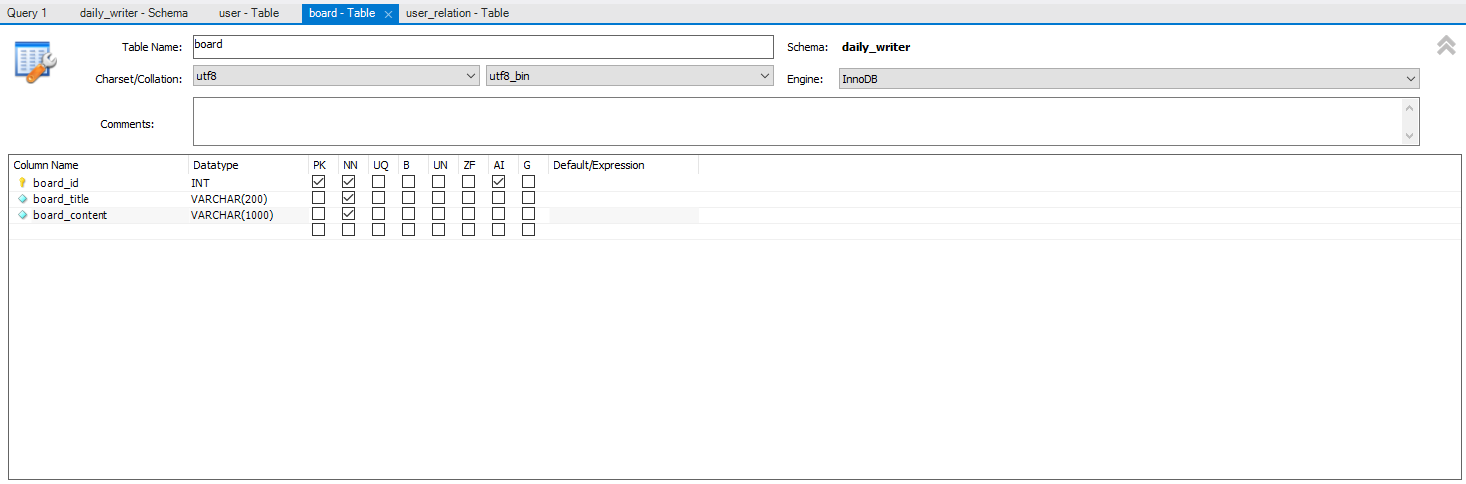 Query 1 daily_writer - Schema user - Table board - Table user_relation - Table
Table Name: board Schema: daily_writer
Charset/Collation: utf8 utf8_bin Engine: InnoDB
Comments:
Column Name Datatype PK NN UQ B UN ZF AI G Default/Expression
board_id INT
board_title VARCHAR(200)
board_content VARCHAR(1000)